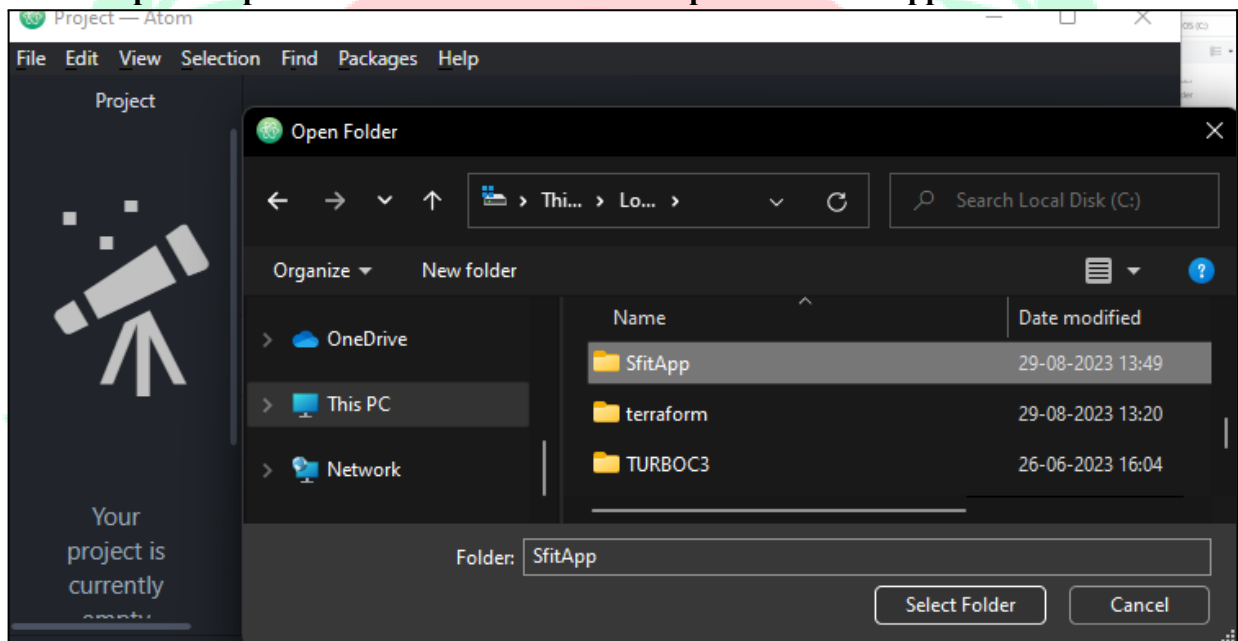 Project — Atom
File Edit View Selection Find Packages Help
Project
Open Folder
Thi... > Lo... >
Search Local Disk (C:)
Organize
New folder
Name
Date modified
OneDrive
SfitApp
29-08-2023 13:49
This PC
terraform
29-08-2023 13:20
Network
TURBOC3
26-06-2023 16:04
Your
project is
currently
Folder: SfitApp
Select Folder
Cancel